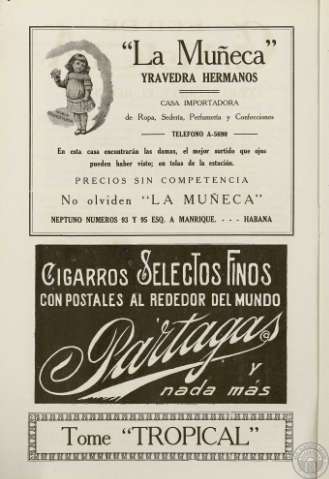 "La Muñeca"
YRAVEDRA HERMANOS
CASA IMPORTADORA
de Ropa, Sedería, Perfumería y Confecciones
TELEFONO A-5690
En esta casa encontrarán las damas, el mejor surtido que ojos
pueden haber visto; en telas de la estación.
PRECIOS SIN COMPETENCIA
No olviden "LA MUÑECA"
NEPTUNO NUMEROS 93 Y 95 ESQ. A MANRIQUE. - - - HABANA
CIGARROS SELECTOS FINOS
CON POSTALES AL REDEDOR DEL MUNDO
Partagas
y
nada más
Tome "TROPICAL"